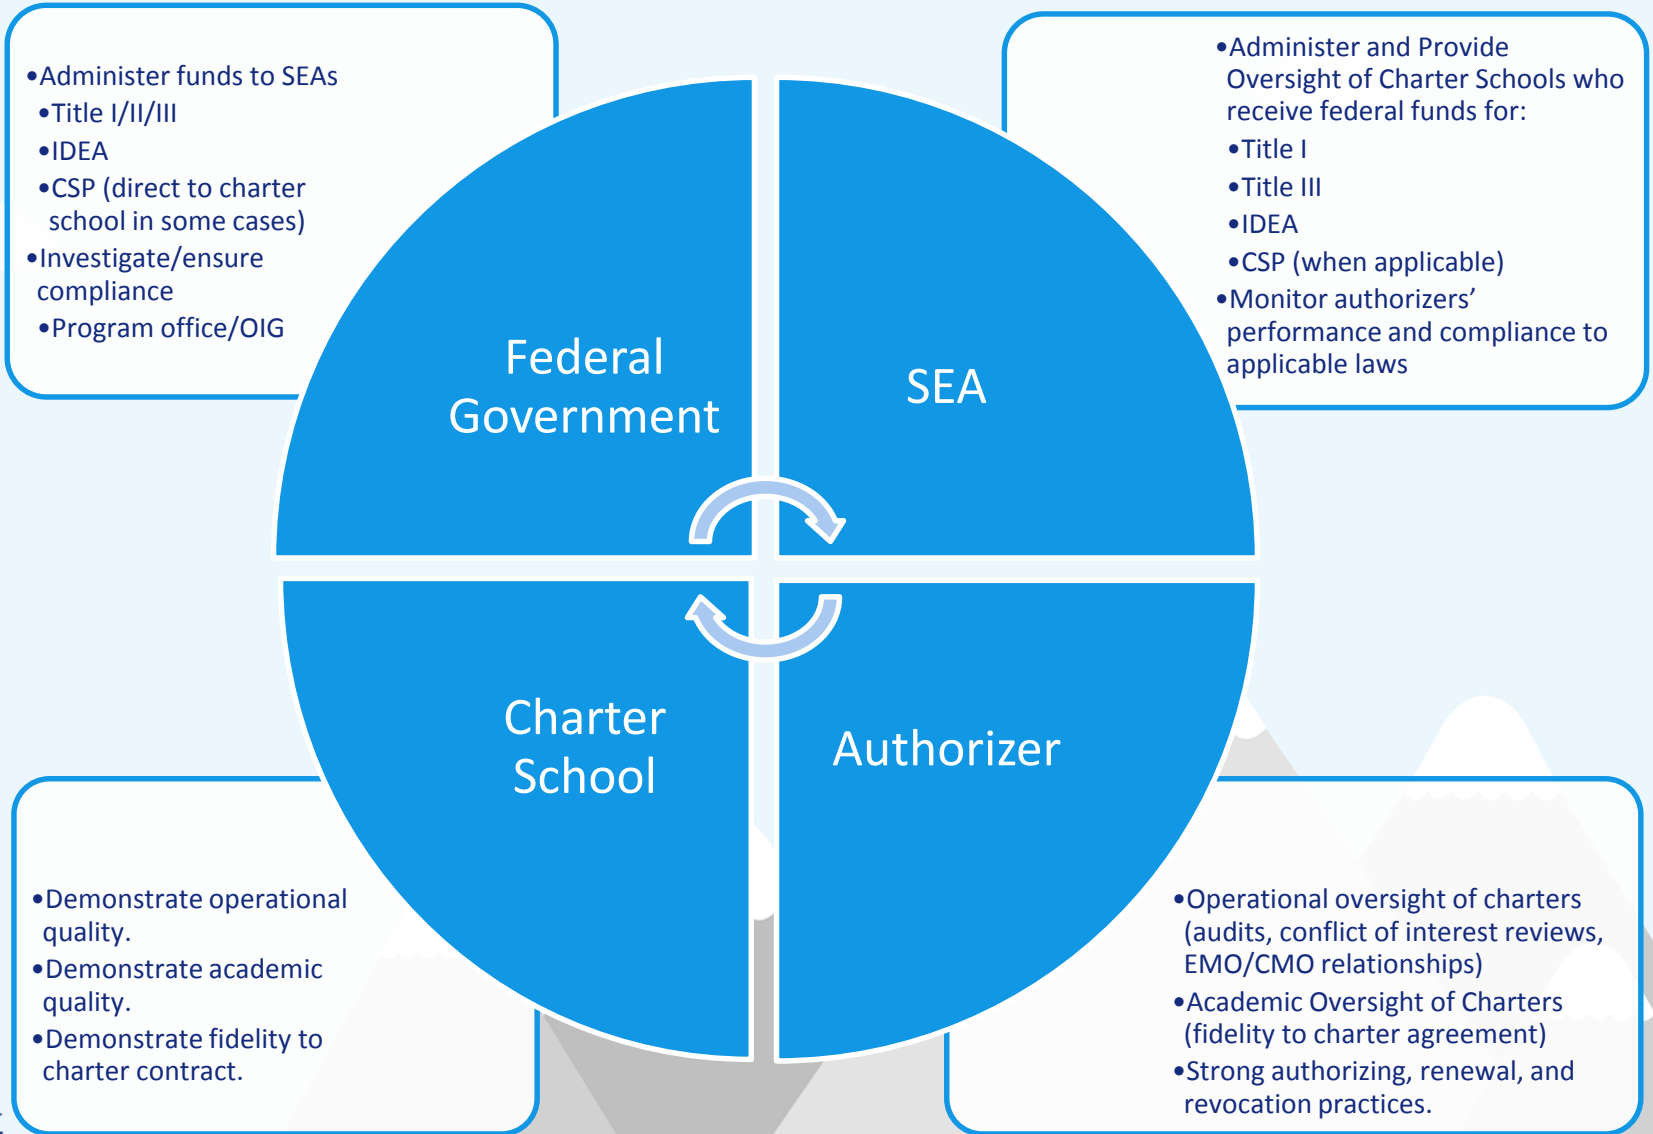 •Administer funds to SEAs
•Title I/II/III
•IDEA
•CSP (direct to charter
school in some cases)
•Investigate/ensure
compliance
•Program office/OIG
•Administer and Provide
Oversight of Charter Schools who
receive federal funds for:
•Title I
•Title III
•IDEA
•CSP (when applicable)
•Monitor authorizers’
performance and compliance to
applicable laws
Federal
Government
SEA
Charter
School
Authorizer
•Demonstrate operational
quality.
•Demonstrate academic
quality.
•Demonstrate fidelity to
charter contract.
•Operational oversight of charters
(audits, conflict of interest reviews,
EMO/CMO relationships)
•Academic Oversight of Charters
(fidelity to charter agreement)
•Strong authorizing, renewal, and
revocation practices.